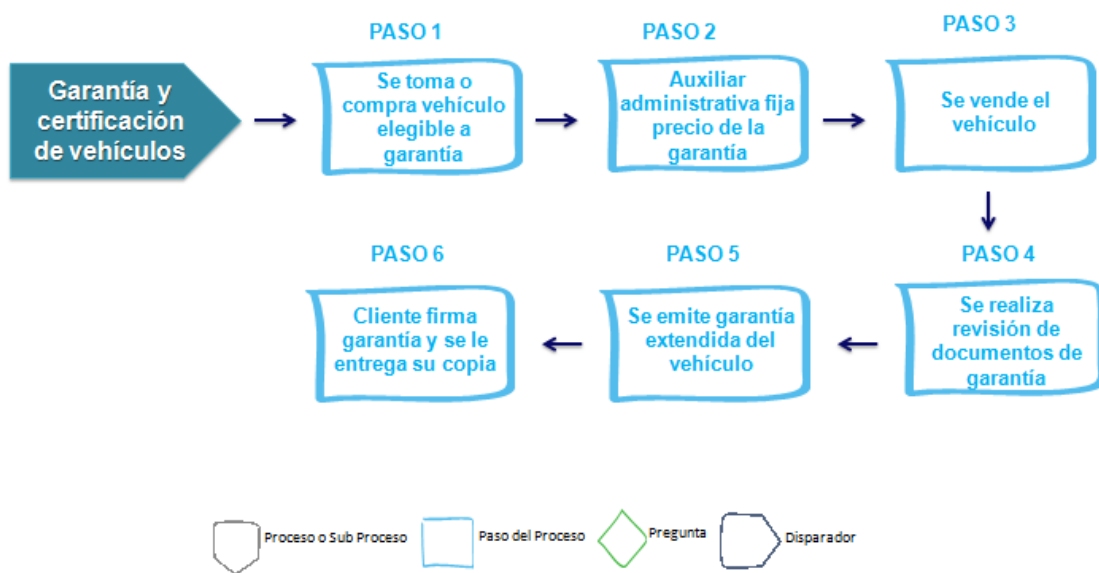 Garantía y
certificación
de vehículos
PASO 1
Se toma o
compra vehículo
elegible a
garantía
PASO 2
Auxiliar
administrativa fija
precio de la
garantía
PASO 3
Se vende el
vehículo
PASO 4
Se realiza
revisión de
documentos de
garantía
PASO 5
Se emite garantía
extendida del
vehículo
PASO 6
Cliente firma
garantía y se le
entrega su copia
Proceso o Sub Proceso
Paso del Proceso
Pregunta
Disparador